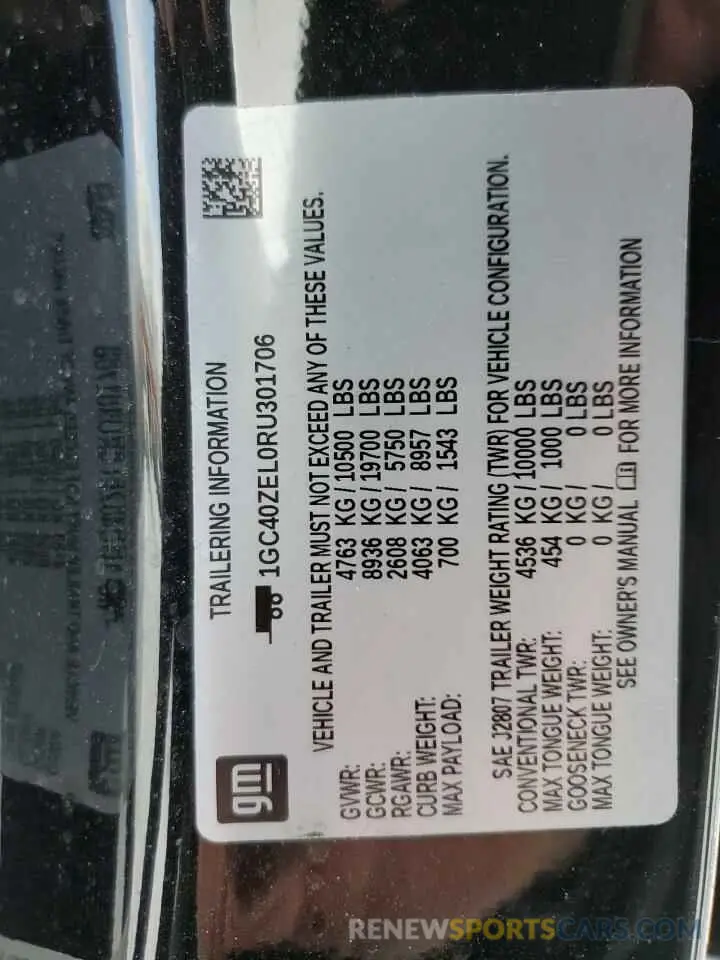 TRAILERING INFORMATION
gm
1GC40ZEL0RU301706
VEHICLE AND TRAILER MUST NOT EXCEED ANY OF THESE VALUES.
GVWR: 4763 KG / 10500 LBS
GCWR: 8936 KG / 19700 LBS
RGAWR: 2608 KG / 5750 LBS
CURB WEIGHT: 4063 KG / 8957 LBS
MAX PAYLOAD: 700 KG / 1543 LBS
SAE J2807 TRAILER WEIGHT RATING (TWR) FOR VEHICLE CONFIGURATION.
CONVENTIONAL TWR: 4536 KG / 10000 LBS
MAX TONGUE WEIGHT: 454 KG / 1000 LBS
GOOSENECK TWR: 0 KG / 0 LBS
MAX TONGUE WEIGHT: 0 KG / 0 LBS
SEE OWNER'S MANUAL FOR MORE INFORMATION
RENEWSPORTSCARS.COM